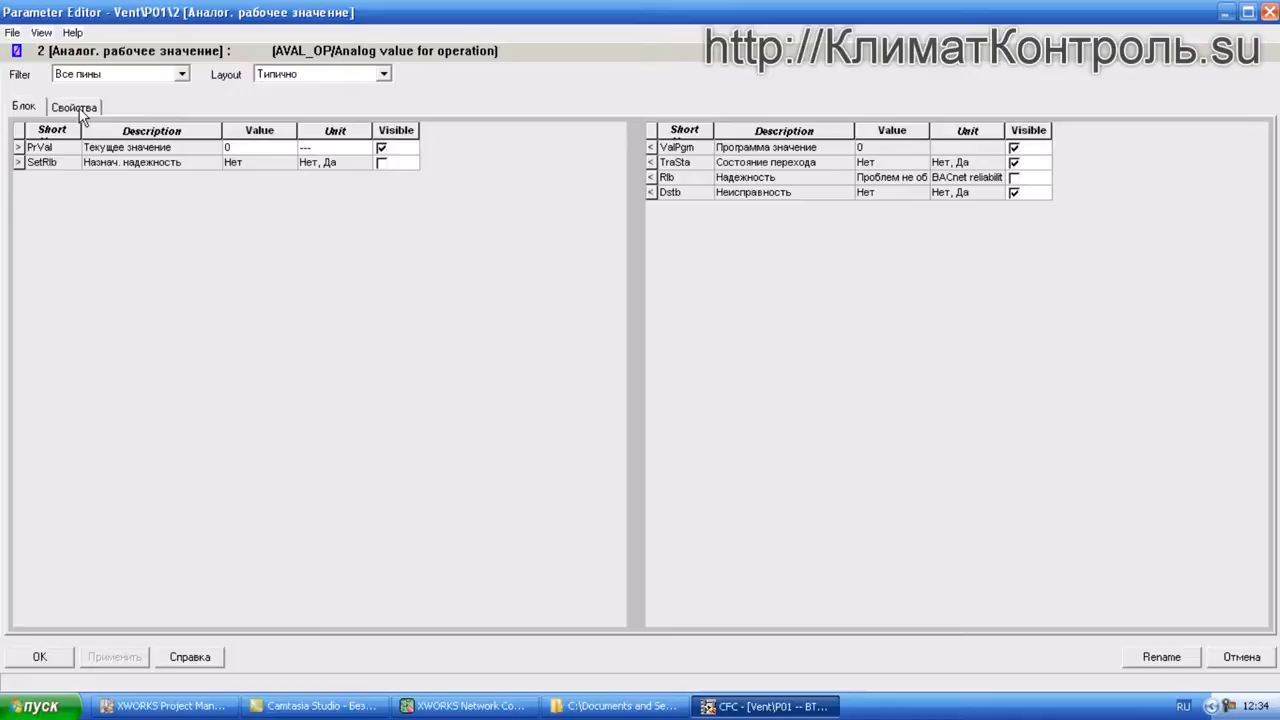 Parameter Editor - Vent\P01\2 [Аналог. рабочее значение]
File View Help
http://КлиматКонтроль.su
2 [Аналог. рабочее значение] : (AVAL_OP/Analog value for operation)
Filter Все пины Layout Типично
Блок Свойства
Short Description Value Unit Visible
PrVal Текущее значение 0 ---
SetRlb Назнач. надежность Нет Нет, Да
Short Description Value Unit Visible
ValPgm Программа значение 0
TraSta Состояние перехода Нет Нет, Да
Rlb Надежность Проблем не об BACnet reliabilit
Dstb Неисправность Нет Нет, Да
OK Применить Справка Rename Отмена
пуск XWORKS Project Man... Camtasia Studio - Без... XWORKS Network Co... C:\Documents and Se... CFC - [Vent\P01 -- BT... RU 12:34